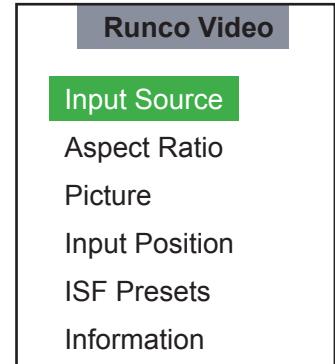 Runco Video
Input Source
Aspect Ratio
Picture
Input Position
ISF Presets
Information